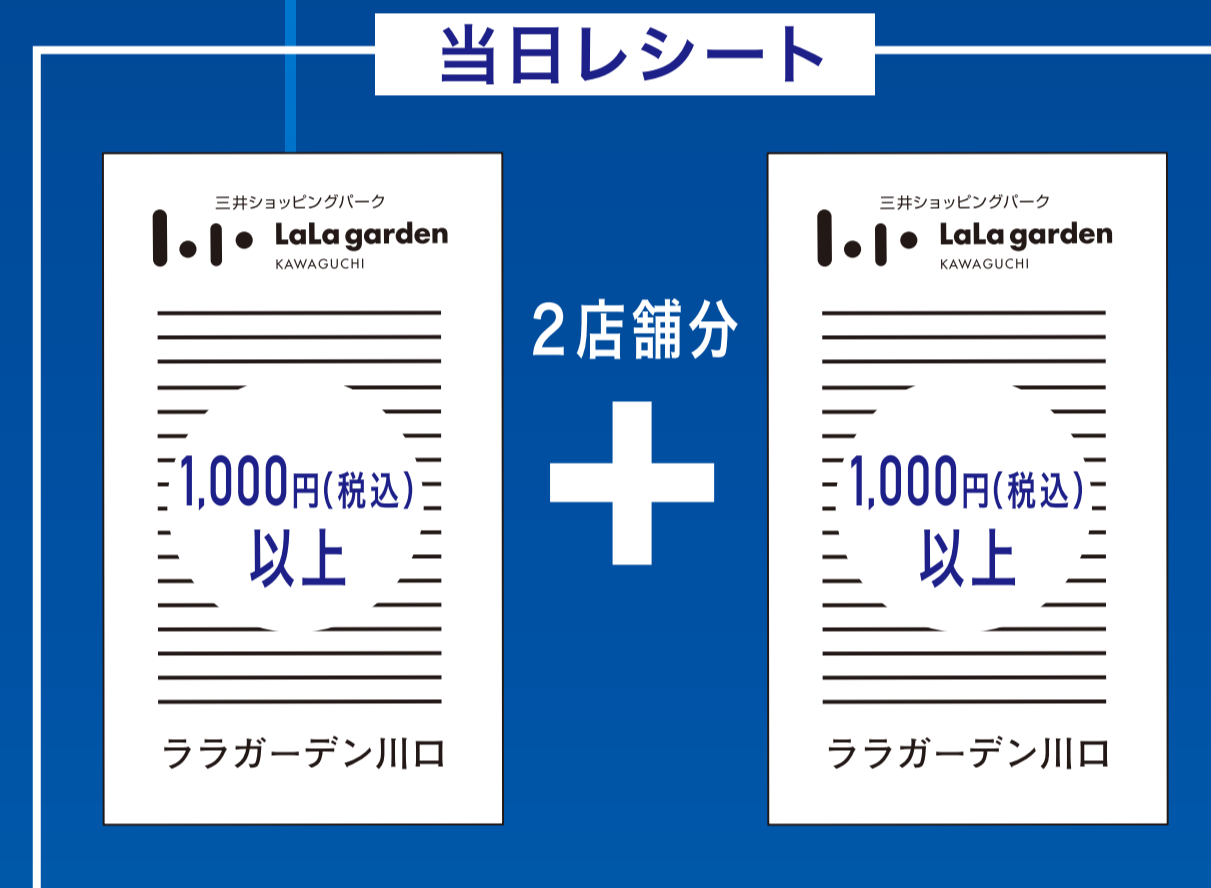 当日レシート
三井ショッピングパーク
LaLa garden
KAWAGUCHI
1,000円(税込)
以上
ララガーデン川口
2店舗分
+
三井ショッピングパーク
LaLa garden
KAWAGUCHI
1,000円(税込)
以上
ララガーデン川口